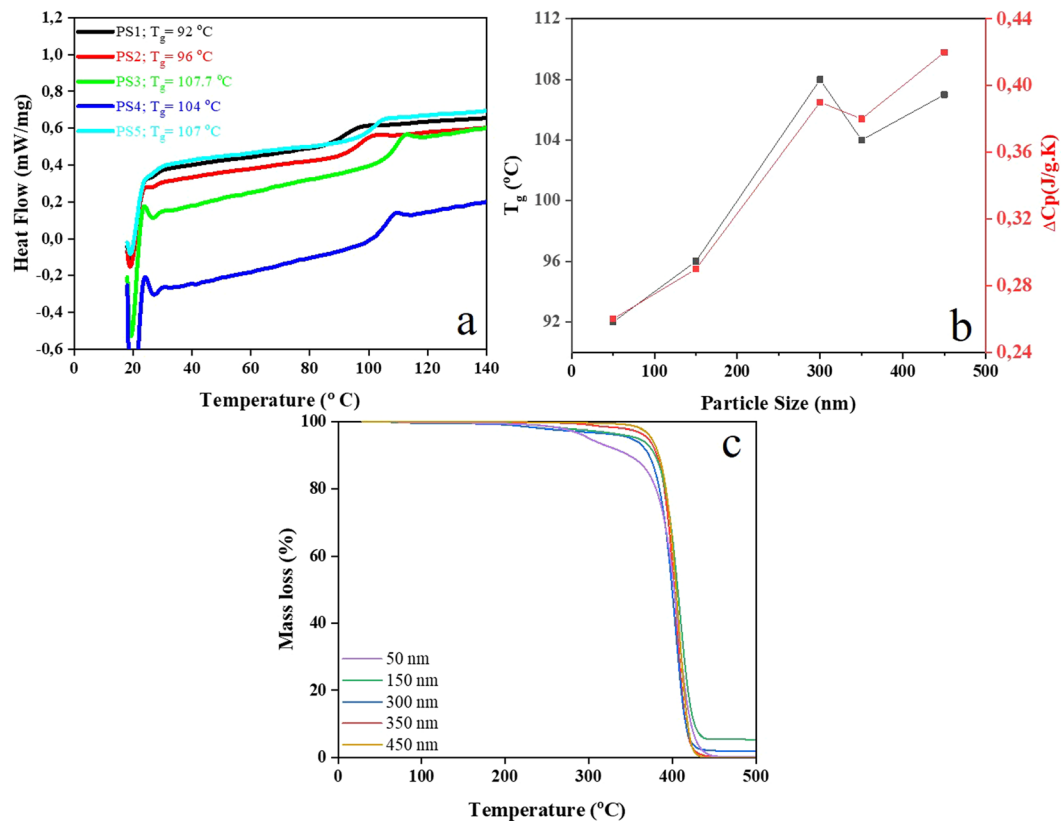 a
PS1; Tg= 92 °C
PS2; Tg= 96 °C
PS3; Tg= 107.7 °C
PS4; Tg= 104 °C
PS5; Tg= 107 °C
1,2
1,0
0,8
0,6
0,4
0,2
0,0
-0,2
-0,4
-0,6
Heat Flow (mW/mg)
0 20 40 60 80 100 120 140
Temperature (° C)
b
112
108
104
100
96
92
Tg (°C)
0,44
0,40
0,36
0,32
0,28
0,24
ΔCp(J/g.K)
0 100 200 300 400 500
Particle Size (nm)
c
100
80
60
40
20
0
Mass loss (%)
50 nm
150 nm
300 nm
350 nm
450 nm
0 100 200 300 400 500
Temperature (°C)